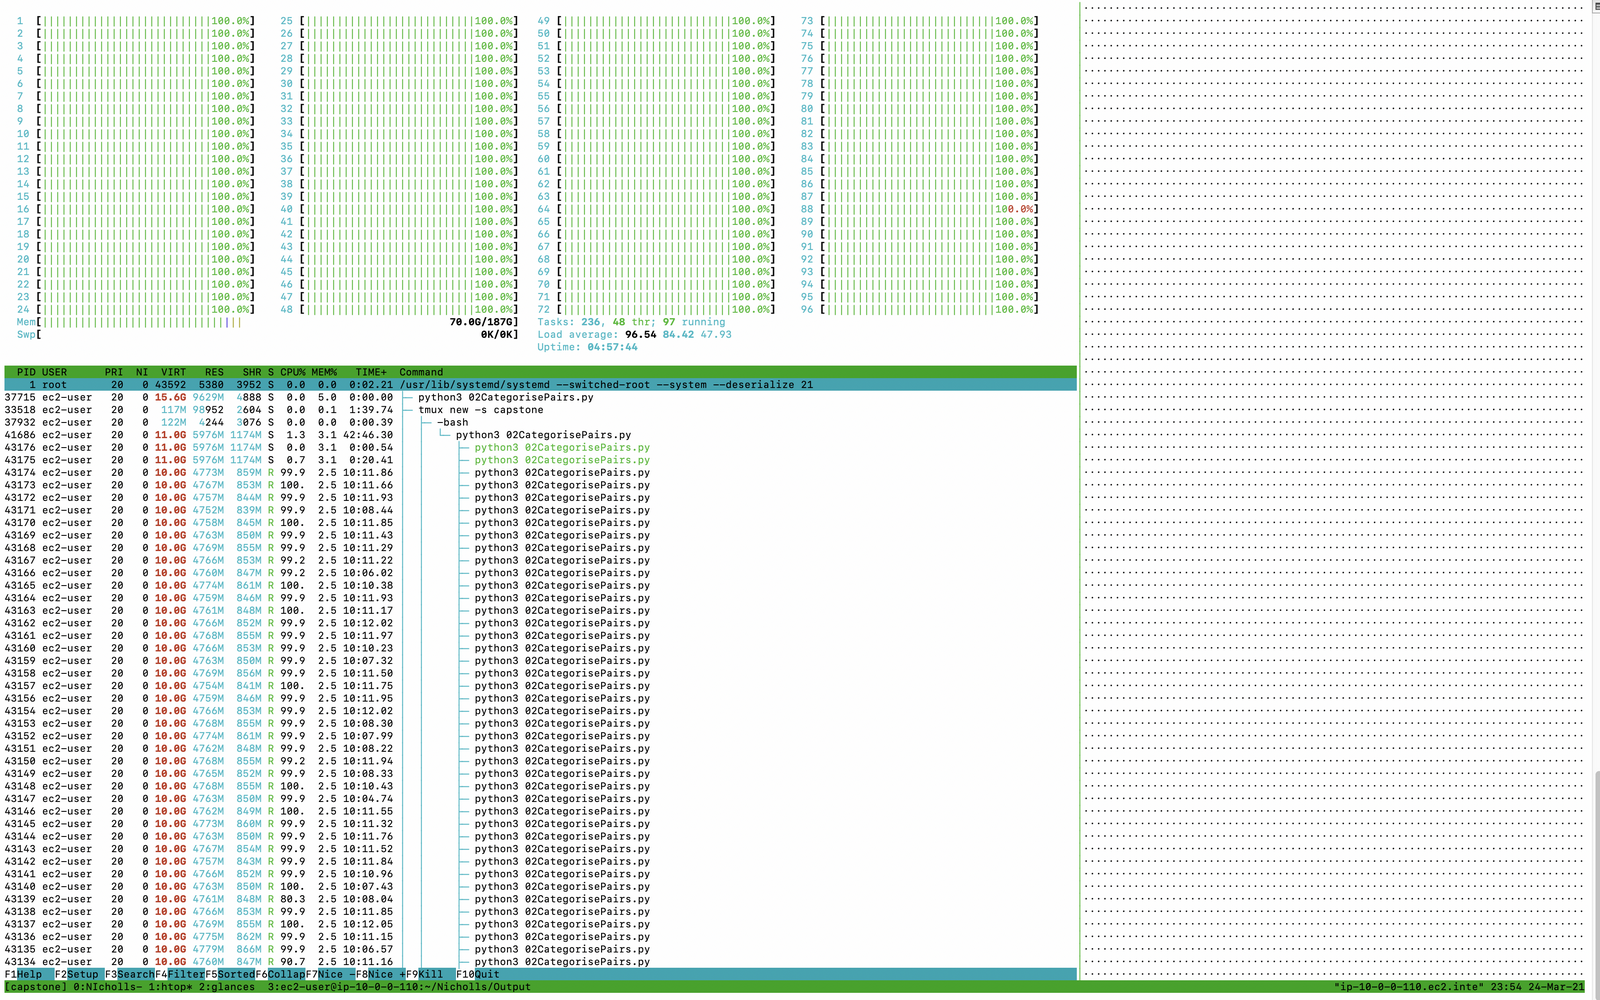 1 [100.0%] 25 [100.0%] 49 [100.0%] 73 [100.0%]
2 [100.0%] 26 [100.0%] 50 [100.0%] 74 [100.0%]
3 [100.0%] 27 [100.0%] 51 [100.0%] 75 [100.0%]
4 [100.0%] 28 [100.0%] 52 [100.0%] 76 [100.0%]
5 [100.0%] 29 [100.0%] 53 [100.0%] 77 [100.0%]
6 [100.0%] 30 [100.0%] 54 [100.0%] 78 [100.0%]
7 [100.0%] 31 [100.0%] 55 [100.0%] 79 [100.0%]
8 [100.0%] 32 [100.0%] 56 [100.0%] 80 [100.0%]
9 [100.0%] 33 [100.0%] 57 [100.0%] 81 [100.0%]
10 [100.0%] 34 [100.0%] 58 [100.0%] 82 [100.0%]
11 [100.0%] 35 [100.0%] 59 [100.0%] 83 [100.0%]
12 [100.0%] 36 [100.0%] 60 [100.0%] 84 [100.0%]
13 [100.0%] 37 [100.0%] 61 [100.0%] 85 [100.0%]
14 [100.0%] 38 [100.0%] 62 [100.0%] 86 [100.0%]
15 [100.0%] 39 [100.0%] 63 [100.0%] 87 [100.0%]
16 [100.0%] 40 [100.0%] 64 [100.0%] 88 [100.0%]
17 [100.0%] 41 [100.0%] 65 [100.0%] 89 [100.0%]
18 [100.0%] 42 [100.0%] 66 [100.0%] 90 [100.0%]
19 [100.0%] 43 [100.0%] 67 [100.0%] 91 [100.0%]
20 [100.0%] 44 [100.0%] 68 [100.0%] 92 [100.0%]
21 [100.0%] 45 [100.0%] 69 [100.0%] 93 [100.0%]
22 [100.0%] 46 [100.0%] 70 [100.0%] 94 [100.0%]
23 [100.0%] 47 [100.0%] 71 [100.0%] 95 [100.0%]
24 [100.0%] 48 [100.0%] 72 [100.0%] 96 [100.0%]
Mem[70.0G/187G] Tasks: 236, 48 thr; 97 running
Swp[0K/0K] Load average: 96.54 84.42 47.93
Uptime: 04:57:44
PID USER PRI NI VIRT RES SHR S CPU% MEM% TIME+ Command
1 root 20 0 43592 5380 3952 S 0.0 0.0 0:02.21 /usr/lib/systemd/systemd --switched-root --system --deserialize 21
37715 ec2-user 20 0 15.6G 9629M 4888 S 0.0 5.0 0:00.00 python3 02CategorisePairs.py
33518 ec2-user 20 0 117M 98952 2604 S 0.0 0.1 1:39.74 tmux new -s capstone
37932 ec2-user 20 0 122M 4244 3076 S 0.0 0.0 0:00.39 -bash
41686 ec2-user 20 0 11.0G 5976M 1174M S 1.3 3.1 42:46.30 python3 02CategorisePairs.py
43176 ec2-user 20 0 11.0G 5976M 1174M S 0.0 3.1 0:00.54 python3 02CategorisePairs.py
43175 ec2-user 20 0 11.0G 5976M 1174M S 0.7 3.1 0:20.41 python3 02CategorisePairs.py
43174 ec2-user 20 0 10.0G 4773M 859M R 99.9 2.5 10:11.86 python3 02CategorisePairs.py
43173 ec2-user 20 0 10.0G 4767M 853M R 100. 2.5 10:11.66 python3 02CategorisePairs.py
43172 ec2-user 20 0 10.0G 4757M 844M R 99.9 2.5 10:11.93 python3 02CategorisePairs.py
43171 ec2-user 20 0 10.0G 4752M 839M R 99.9 2.5 10:08.44 python3 02CategorisePairs.py
43170 ec2-user 20 0 10.0G 4758M 845M R 100. 2.5 10:11.85 python3 02CategorisePairs.py
43169 ec2-user 20 0 10.0G 4763M 850M R 99.9 2.5 10:11.43 python3 02CategorisePairs.py
43168 ec2-user 20 0 10.0G 4769M 855M R 99.9 2.5 10:11.29 python3 02CategorisePairs.py
43167 ec2-user 20 0 10.0G 4766M 853M R 99.2 2.5 10:11.22 python3 02CategorisePairs.py
43166 ec2-user 20 0 10.0G 4760M 847M R 99.2 2.5 10:06.02 python3 02CategorisePairs.py
43165 ec2-user 20 0 10.0G 4774M 861M R 100. 2.5 10:10.38 python3 02CategorisePairs.py
43164 ec2-user 20 0 10.0G 4759M 846M R 99.9 2.5 10:11.93 python3 02CategorisePairs.py
43163 ec2-user 20 0 10.0G 4761M 848M R 100. 2.5 10:11.17 python3 02CategorisePairs.py
43162 ec2-user 20 0 10.0G 4766M 852M R 99.9 2.5 10:12.02 python3 02CategorisePairs.py
43161 ec2-user 20 0 10.0G 4768M 855M R 99.9 2.5 10:11.97 python3 02CategorisePairs.py
43160 ec2-user 20 0 10.0G 4766M 853M R 99.9 2.5 10:10.23 python3 02CategorisePairs.py
43159 ec2-user 20 0 10.0G 4763M 850M R 99.9 2.5 10:07.32 python3 02CategorisePairs.py
43158 ec2-user 20 0 10.0G 4769M 856M R 99.9 2.5 10:11.50 python3 02CategorisePairs.py
43157 ec2-user 20 0 10.0G 4754M 841M R 100. 2.5 10:11.75 python3 02CategorisePairs.py
43156 ec2-user 20 0 10.0G 4759M 846M R 99.9 2.5 10:11.95 python3 02CategorisePairs.py
43154 ec2-user 20 0 10.0G 4766M 853M R 99.9 2.5 10:12.02 python3 02CategorisePairs.py
43153 ec2-user 20 0 10.0G 4768M 855M R 99.9 2.5 10:08.30 python3 02CategorisePairs.py
43152 ec2-user 20 0 10.0G 4774M 861M R 99.9 2.5 10:07.99 python3 02CategorisePairs.py
43151 ec2-user 20 0 10.0G 4762M 848M R 99.9 2.5 10:08.22 python3 02CategorisePairs.py
43150 ec2-user 20 0 10.0G 4768M 855M R 99.2 2.5 10:11.94 python3 02CategorisePairs.py
43149 ec2-user 20 0 10.0G 4765M 852M R 99.9 2.5 10:08.33 python3 02CategorisePairs.py
43148 ec2-user 20 0 10.0G 4768M 855M R 100. 2.5 10:10.43 python3 02CategorisePairs.py
43147 ec2-user 20 0 10.0G 4763M 850M R 99.9 2.5 10:04.74 python3 02CategorisePairs.py
43146 ec2-user 20 0 10.0G 4762M 849M R 100. 2.5 10:11.55 python3 02CategorisePairs.py
43145 ec2-user 20 0 10.0G 4773M 860M R 99.9 2.5 10:11.32 python3 02CategorisePairs.py
43144 ec2-user 20 0 10.0G 4763M 850M R 99.9 2.5 10:11.76 python3 02CategorisePairs.py
43143 ec2-user 20 0 10.0G 4767M 854M R 99.9 2.5 10:11.52 python3 02CategorisePairs.py
43142 ec2-user 20 0 10.0G 4757M 843M R 99.9 2.5 10:11.84 python3 02CategorisePairs.py
43141 ec2-user 20 0 10.0G 4766M 852M R 99.9 2.5 10:10.96 python3 02CategorisePairs.py
43140 ec2-user 20 0 10.0G 4763M 850M R 100. 2.5 10:07.43 python3 02CategorisePairs.py
43139 ec2-user 20 0 10.0G 4761M 848M R 80.3 2.5 10:08.04 python3 02CategorisePairs.py
43138 ec2-user 20 0 10.0G 4766M 853M R 99.9 2.5 10:11.85 python3 02CategorisePairs.py
43137 ec2-user 20 0 10.0G 4769M 855M R 100. 2.5 10:12.05 python3 02CategorisePairs.py
43136 ec2-user 20 0 10.0G 4775M 862M R 99.9 2.5 10:11.15 python3 02CategorisePairs.py
43135 ec2-user 20 0 10.0G 4779M 866M R 99.9 2.5 10:06.57 python3 02CategorisePairs.py
43134 ec2-user 20 0 10.0G 4760M 847M R 90.7 2.5 10:11.16 python3 02CategorisePairs.py
F1Help F2Setup F3SearchF4FilterF5SortedF6CollapF7Nice -F8Nice +F9Kill F10Quit
[capstone] 0:NIcholls- 1:htop* 2:glances 3:ec2-user@ip-10-0-0-110:~/Nicholls/Output "ip-10-0-0-110.ec2.inte" 23:54 24-Mar-21